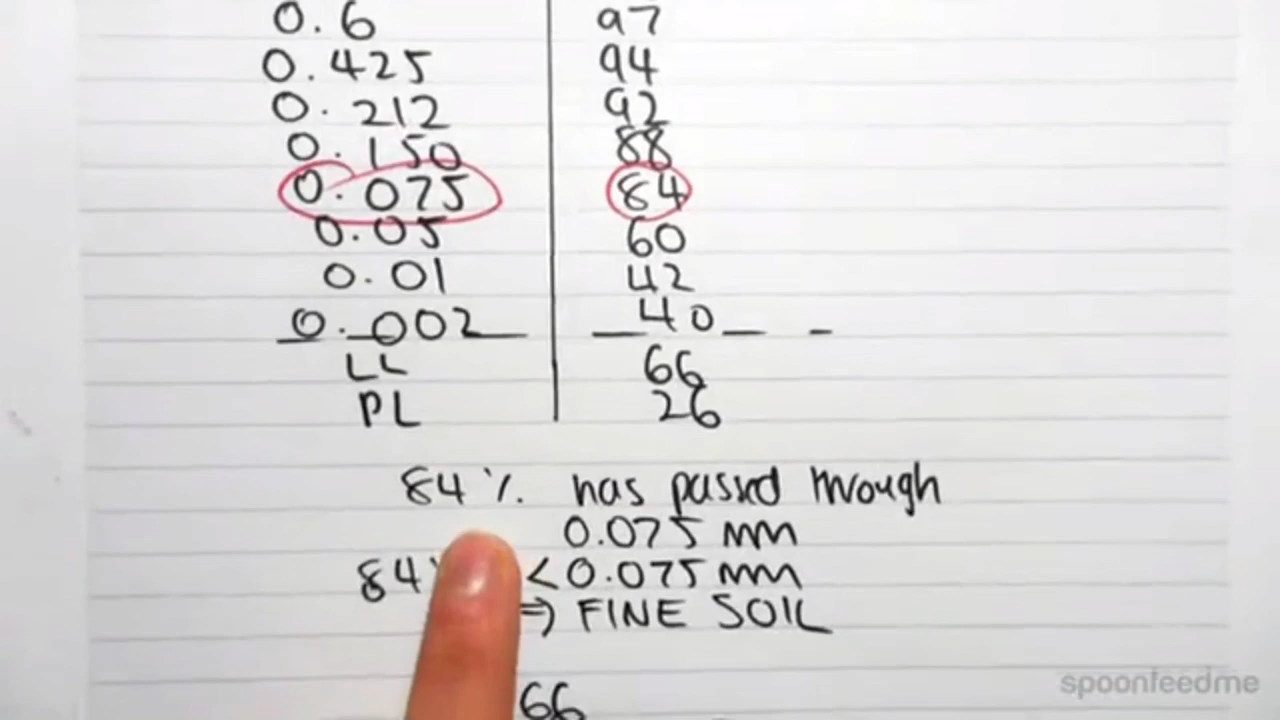 0.6 97
0.425 94
0.212 92
0.150 88
0.075 84
0.05 60
0.01 42
0.002 40
LL 66
PL 26
84 % has passed through
0.075 mm
84 < 0.075 mm
⇒ FINE SOIL
66
spoonfeedme